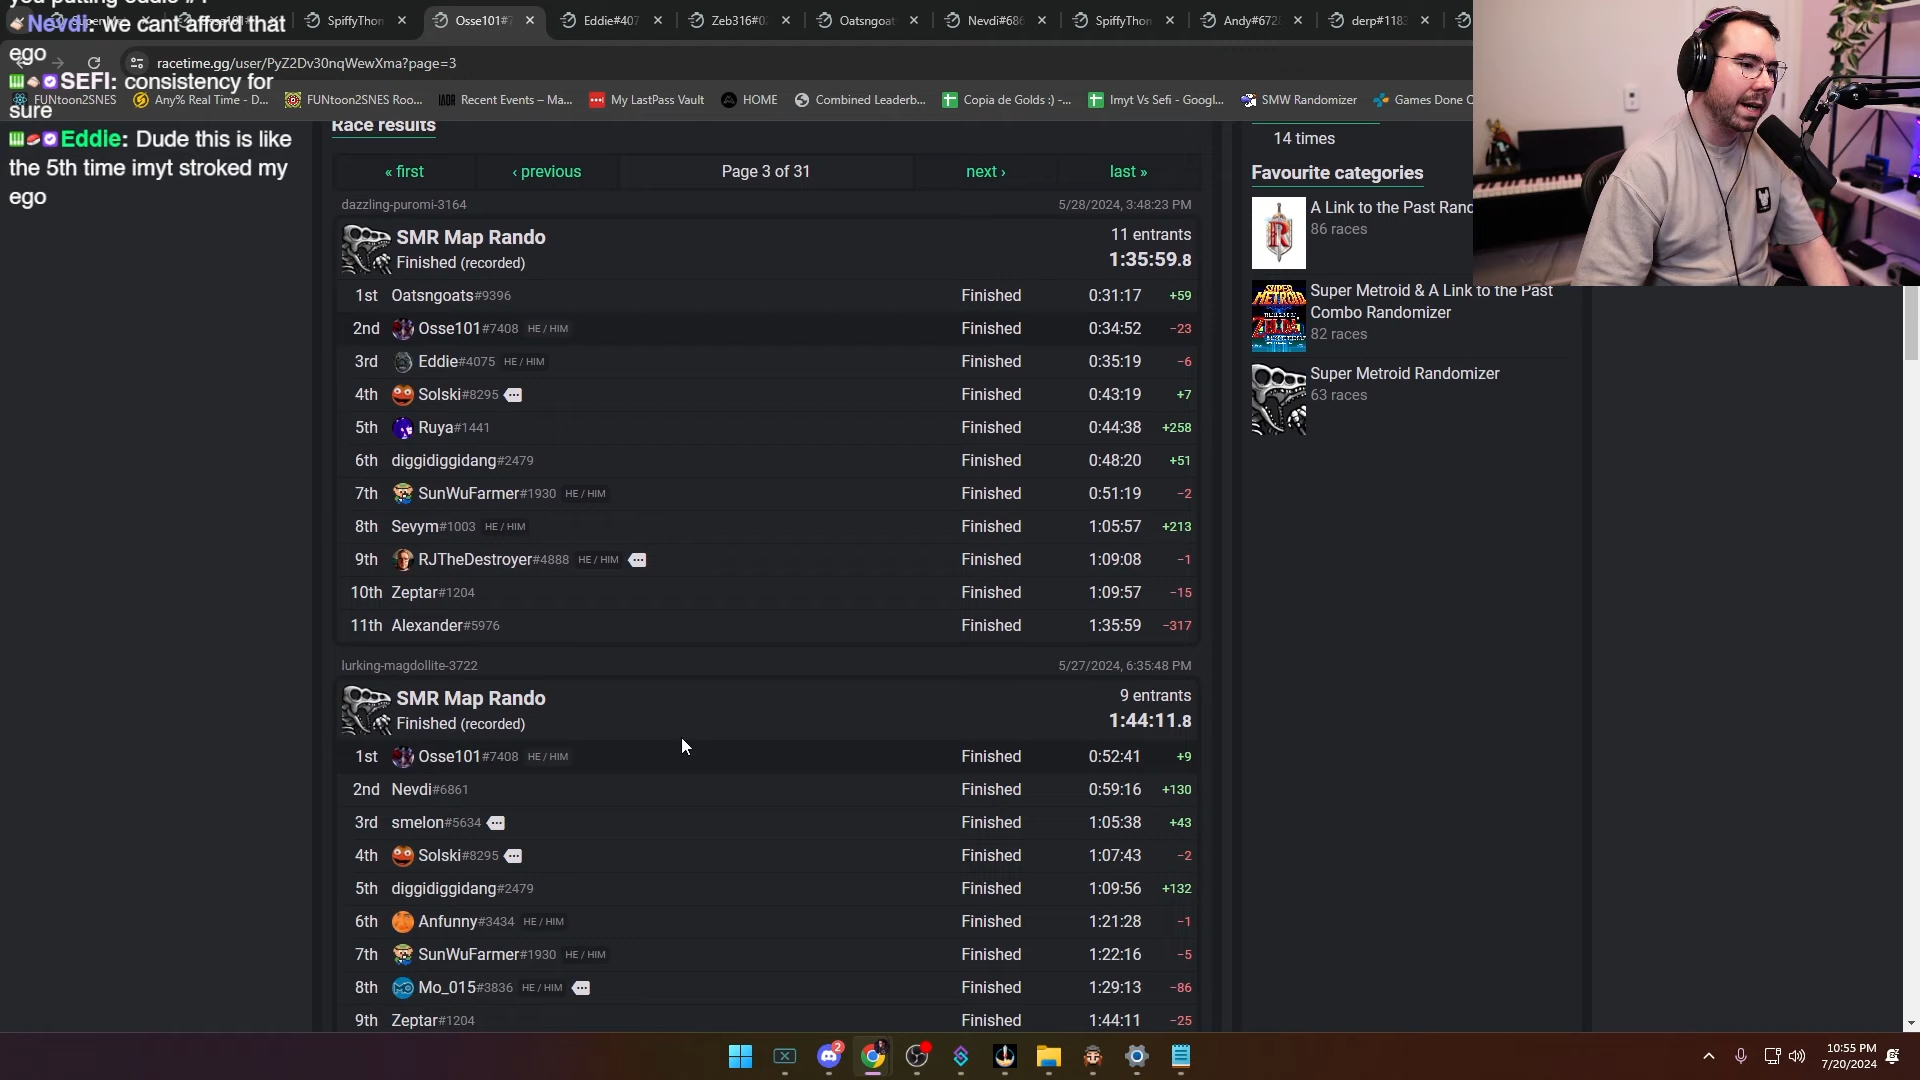 SpiffyThon
Osse101#7
Eddie#407
Zeb316#0
Oatsngoat
Nevdi#686
SpiffyThon
Andy#672
derp#118
Nevdi: we cant afford that
ego
SEFI: consistency for
sure
Eddie: Dude this is like
the 5th time imyt stroked my
ego
racetime.gg/user/PyZ2Dv30nqWewXma?page=3
FUNtoon2SNES
Any% Real Time - D...
FUNtoon2SNES Roo...
Recent Events – Ma...
My LastPass Vault
HOME
Combined Leaderb...
Copia de Golds :) -...
Imyt Vs Sefi - Googl...
SMW Randomizer
Games Done C
Race results
« first
‹ previous
Page 3 of 31
next ›
last »
dazzling-puromi-3164 5/28/2024, 3:48:23 PM
SMR Map Rando 11 entrants
Finished (recorded) 1:35:59.8
1st Oatsngoats#9396 Finished 0:31:17 +59
2nd Osse101#7408 HE / HIM Finished 0:34:52 −23
3rd Eddie#4075 HE / HIM Finished 0:35:19 −6
4th Solski#8295 Finished 0:43:19 +7
5th Ruya#1441 Finished 0:44:38 +258
6th diggidiggidang#2479 Finished 0:48:20 +51
7th SunWuFarmer#1930 HE / HIM Finished 0:51:19 −2
8th Sevym#1003 HE / HIM Finished 1:05:57 +213
9th RJTheDestroyer#4888 HE / HIM Finished 1:09:08 −1
10th Zeptar#1204 Finished 1:09:57 −15
11th Alexander#5976 Finished 1:35:59 −317
lurking-magdollite-3722 5/27/2024, 6:35:48 PM
SMR Map Rando 9 entrants
Finished (recorded) 1:44:11.8
1st Osse101#7408 HE / HIM Finished 0:52:41 +9
2nd Nevdi#6861 Finished 0:59:16 +130
3rd smelon#5634 Finished 1:05:38 +43
4th Solski#8295 Finished 1:07:43 −2
5th diggidiggidang#2479 Finished 1:09:56 +132
6th Anfunny#3434 HE / HIM Finished 1:21:28 −1
7th SunWuFarmer#1930 HE / HIM Finished 1:22:16 −5
8th Mo_015#3836 HE / HIM Finished 1:29:13 −86
9th Zeptar#1204 Finished 1:44:11 −25
14 times
Favourite categories
A Link to the Past Rand
86 races
Super Metroid & A Link to the Past
Combo Randomizer
82 races
Super Metroid Randomizer
63 races
10:55 PM
7/20/2024